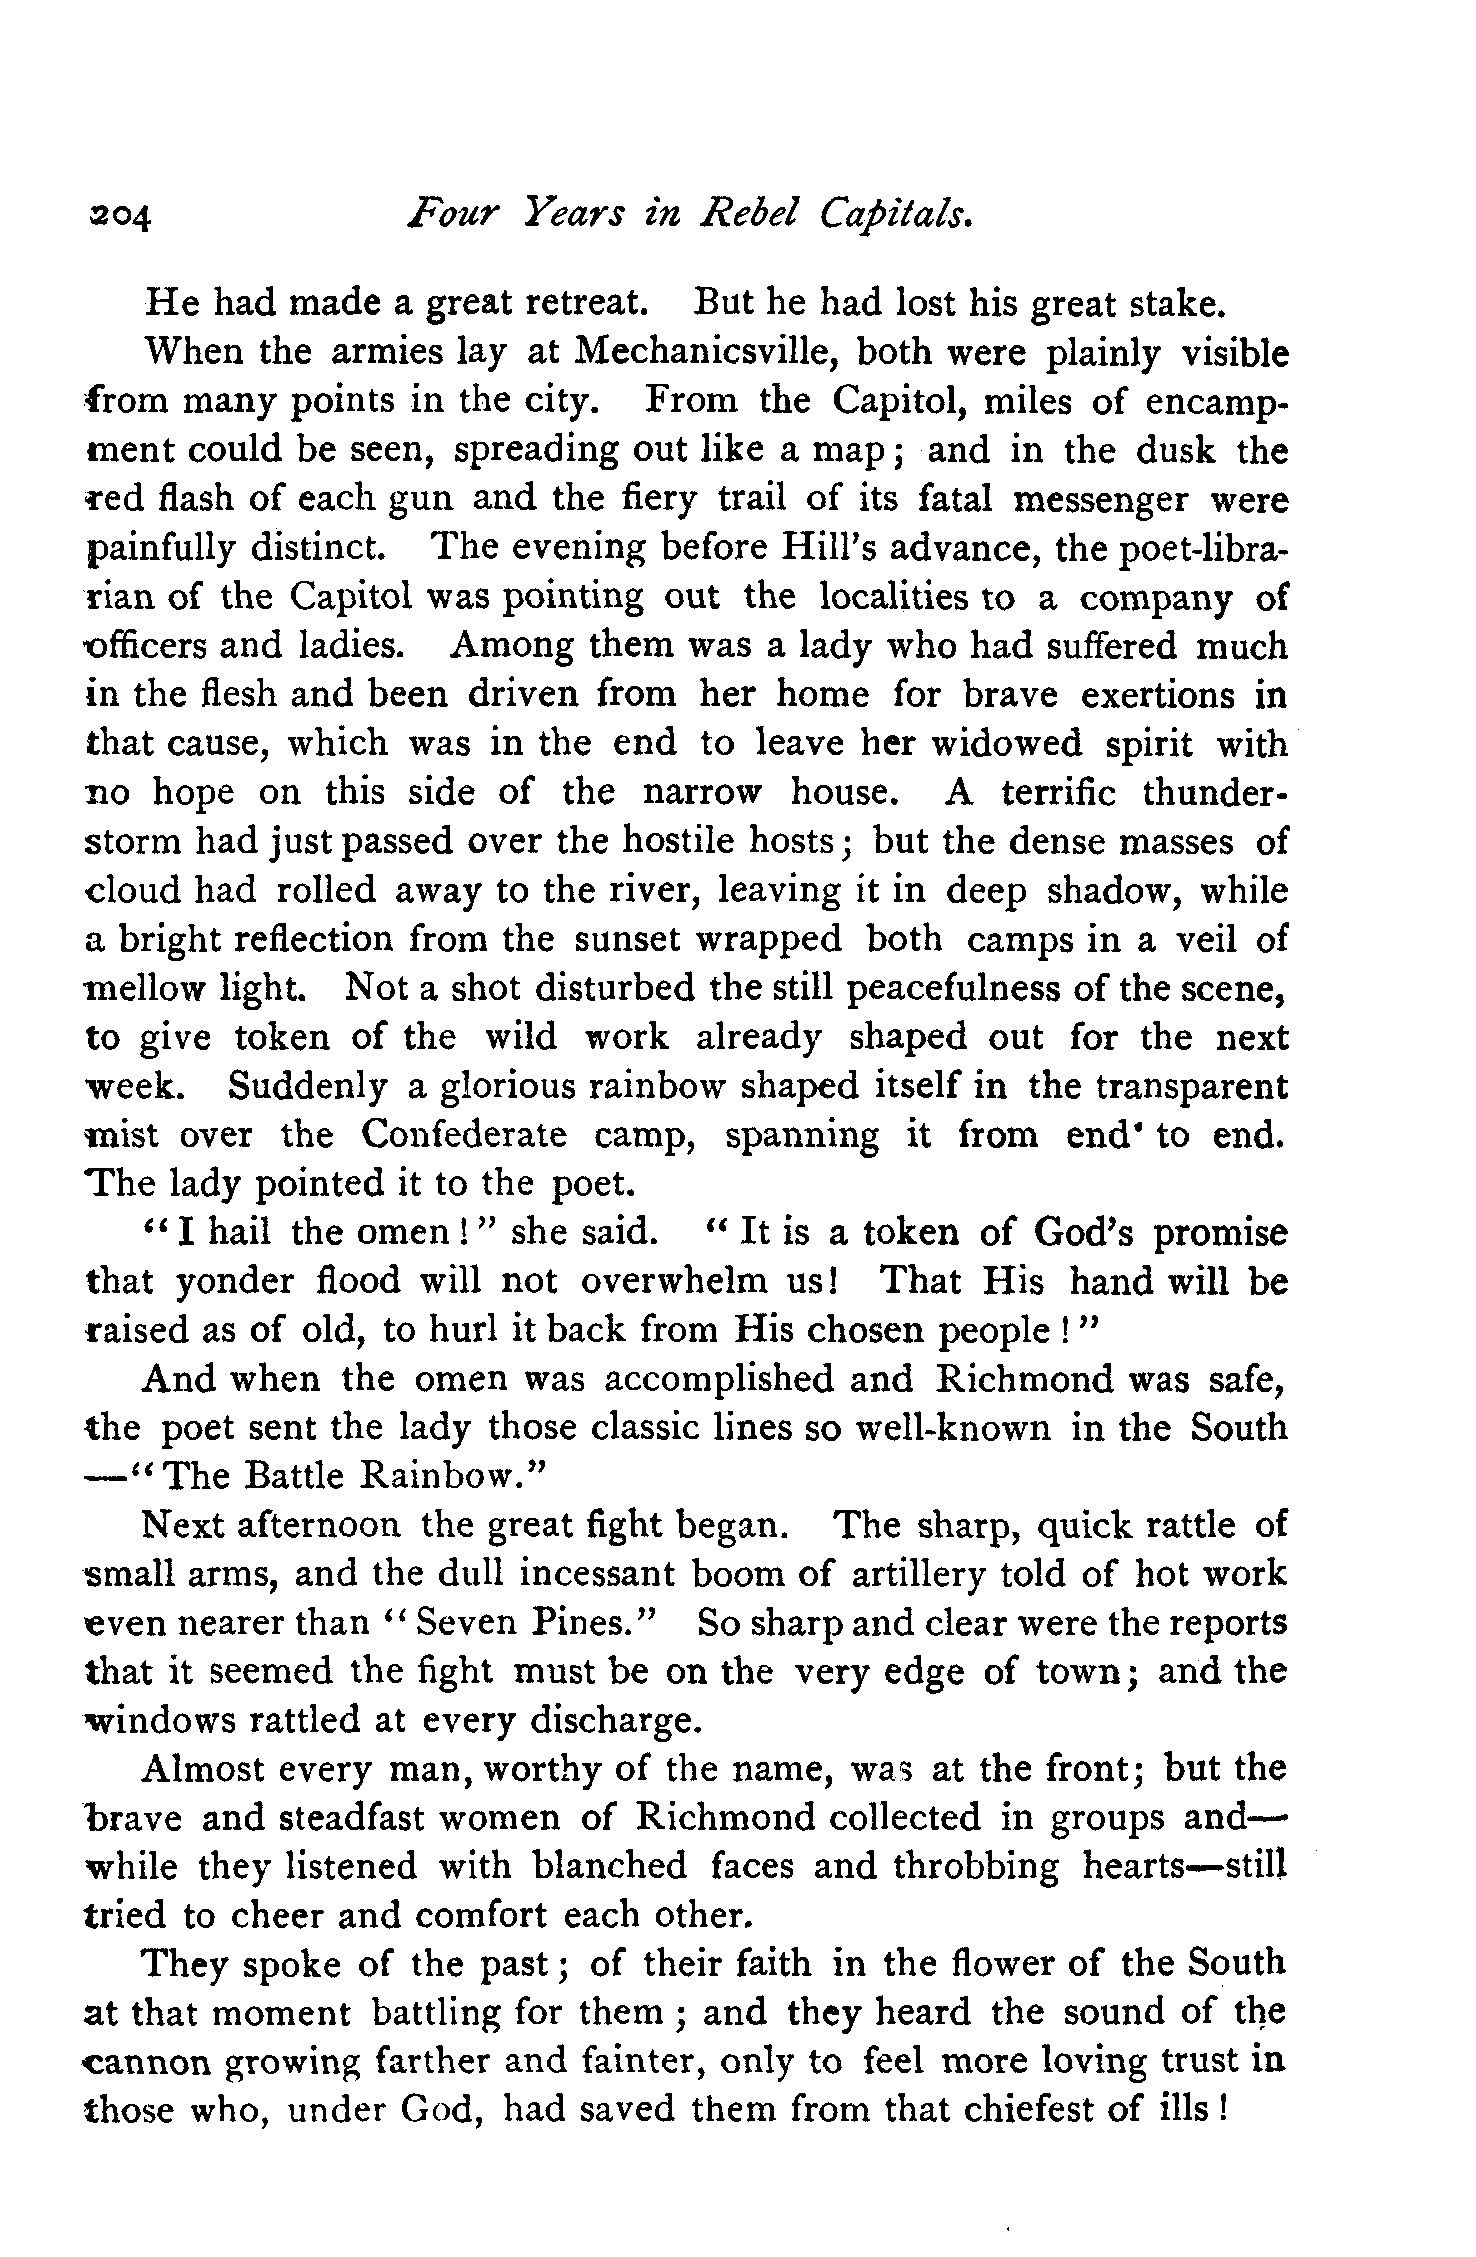 204 Four Years in Rebel Capitals.
He had made a great retreat. But he had lost his great stake.
When the armies lay at Mechanicsville, both were plainly visible
from many points in the city. From the Capitol, miles of encamp-
ment could be seen, spreading out like a map; and in the dusk the
red flash of each gun and the fiery trail of its fatal messenger were
painfully distinct. The evening before Hill's advance, the poet-libra-
rian of the Capitol was pointing out the localities to a company of
officers and ladies. Among them was a lady who had suffered much
in the flesh and been driven from her home for brave exertions in
that cause, which was in the end to leave her widowed spirit with
no hope on this side of the narrow house. A terrific thunder-
storm had just passed over the hostile hosts; but the dense masses of
cloud had rolled away to the river, leaving it in deep shadow, while
a bright reflection from the sunset wrapped both camps in a veil of
mellow light. Not a shot disturbed the still peacefulness of the scene,
to give token of the wild work already shaped out for the next
week. Suddenly a glorious rainbow shaped itself in the transparent
mist over the Confederate camp, spanning it from end to end.
The lady pointed it to the poet.
"I hail the omen!" she said. "It is a token of God's promise
that yonder flood will not overwhelm us! That His hand will be
raised as of old, to hurl it back from His chosen people!"
And when the omen was accomplished and Richmond was safe,
the poet sent the lady those classic lines so well-known in the South
—"The Battle Rainbow."
Next afternoon the great fight began. The sharp, quick rattle of
small arms, and the dull incessant boom of artillery told of hot work
even nearer than "Seven Pines." So sharp and clear were the reports
that it seemed the fight must be on the very edge of town; and the
windows rattled at every discharge.
Almost every man, worthy of the name, was at the front; but the
brave and steadfast women of Richmond collected in groups and—
while they listened with blanched faces and throbbing hearts—still
tried to cheer and comfort each other.
They spoke of the past; of their faith in the flower of the South
at that moment battling for them; and they heard the sound of the
cannon growing farther and fainter, only to feel more loving trust in
those who, under God, had saved them from that chiefest of ills!